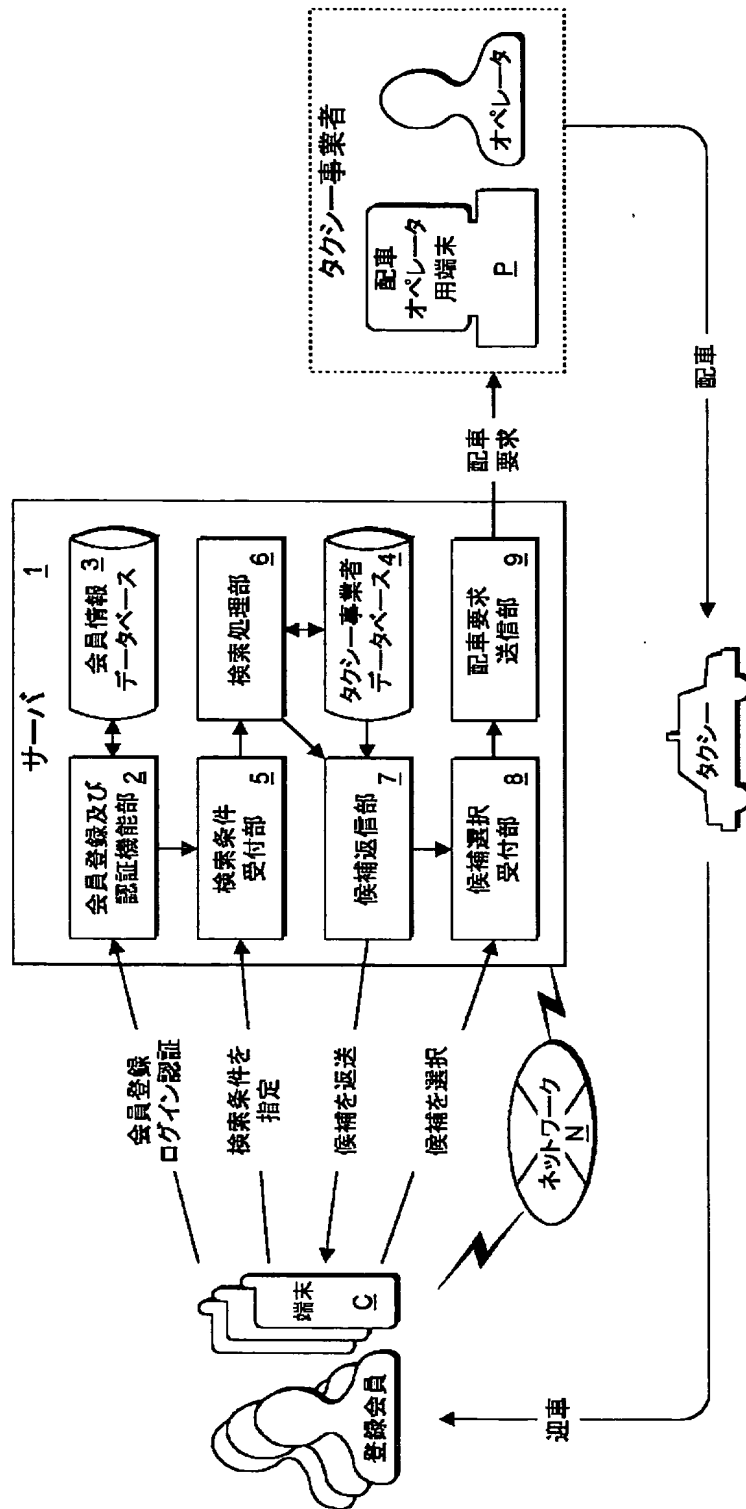 サーバ
1
会員登録及び
認証機能部 2
会員情報 3
データベース
検索条件
受付部
5
検索処理部
6
候補返信部
7
タクシー事業者
データベース 4
候補選択
受付部
8
配車要求
送信部
9
会員登録
ログイン認証
検索条件を
指定
候補を返送
候補を選択
端末
C
登録会員
ネットワーク
N
配車
要求
タクシー事業者
配車
オペレータ
用端末
P
オペレータ
配車
タクシー
迎車